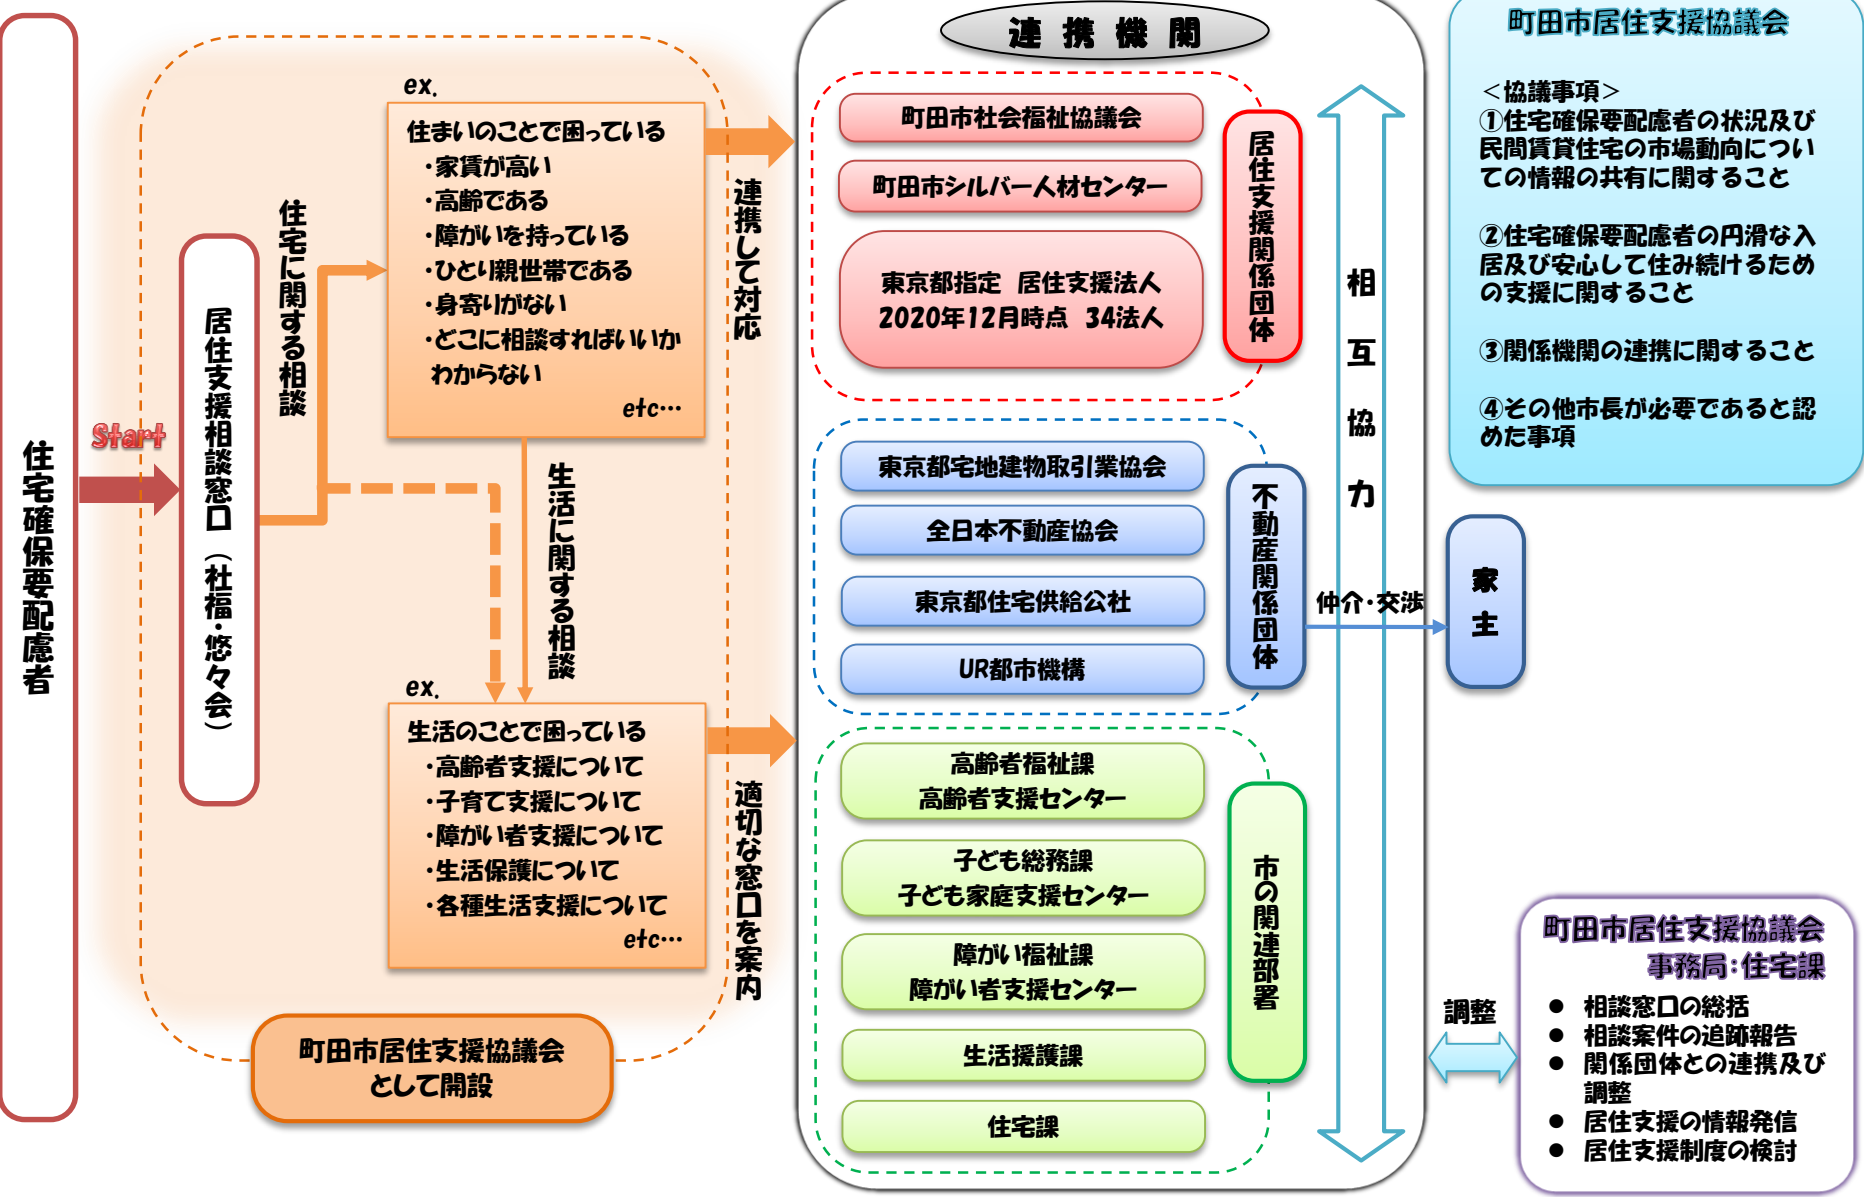 住宅確保要配慮者
Start
居住支援相談窓口（社福・悠々会）
住宅に関する相談
ex.
住まいのことで困っている
・家賃が高い
・高齢である
・障がいを持っている
・ひとり親世帯である
・身寄りがない
・どこに相談すればいいか
わからない
etc…
生活に関する相談
ex.
生活のことで困っている
・高齢者支援について
・子育て支援について
・障がい者支援について
・生活保護について
・各種生活支援について
etc…
町田市居住支援協議会
として開設
連携して対応
適切な窓口を案内
連携機関
町田市社会福祉協議会
町田市シルバー人材センター
東京都指定 居住支援法人
2020年12月時点 34法人
居住支援関係団体
東京都宅地建物取引業協会
全日本不動産協会
東京都住宅供給公社
UR都市機構
不動産関係団体
高齢者福祉課
高齢者支援センター
子ども総務課
子ども家庭支援センター
障がい福祉課
障がい者支援センター
生活援護課
住宅課
市の関連部署
相互協力
仲介・交渉
家主
町田市居住支援協議会
＜協議事項＞
①住宅確保要配慮者の状況及び
民間賃貸住宅の市場動向につい
ての情報の共有に関すること
②住宅確保要配慮者の円滑な入
居及び安心して住み続けるため
の支援に関すること
③関係機関の連携に関すること
④その他市長が必要であると認
めた事項
調整
町田市居住支援協議会
事務局：住宅課
● 相談窓口の総括
● 相談案件の追跡報告
● 関係団体との連携及び
調整
● 居住支援の情報発信
● 居住支援制度の検討